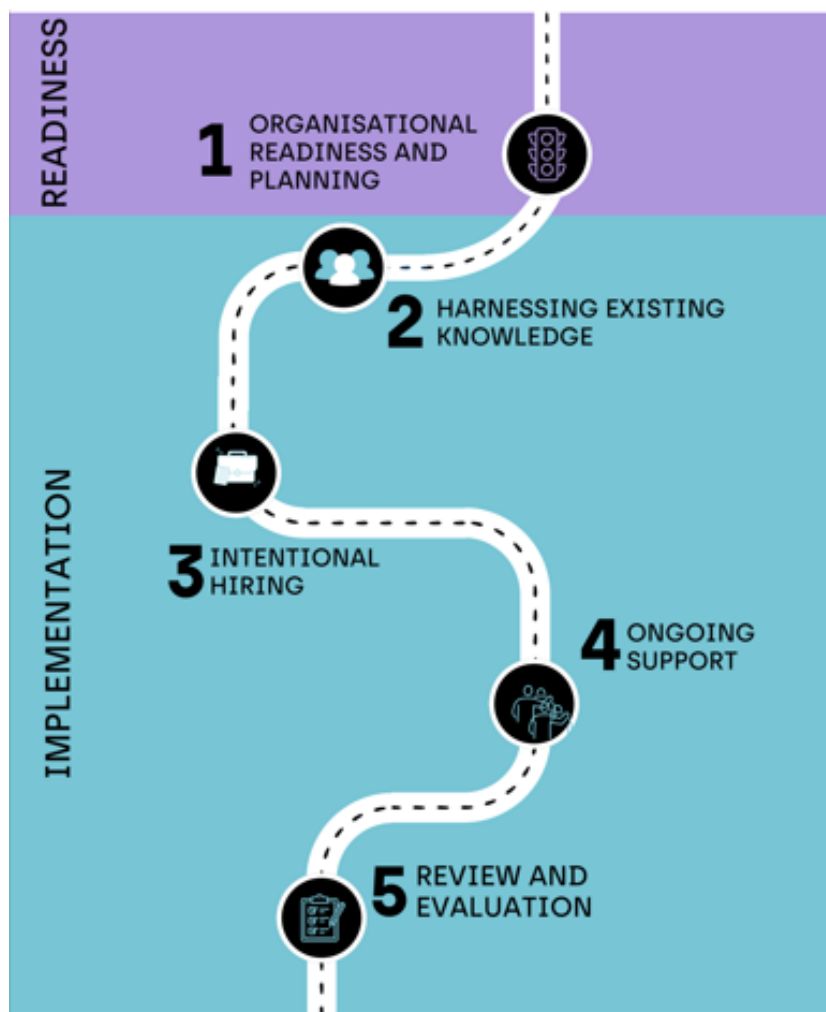 READINESS
1
ORGANISATIONAL
READINESS AND
PLANNING
2
HARNESSING EXISTING
KNOWLEDGE
IMPLEMENTATION
3
INTENTIONAL
HIRING
4
ONGOING
SUPPORT
5
REVIEW AND
EVALUATION